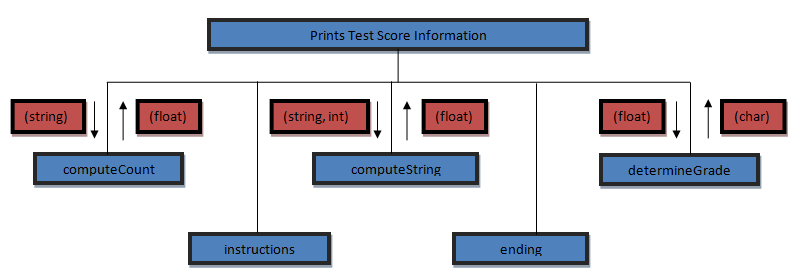 Prints Test Score Information
(string)
(float)
(string, int)
(float)
(float)
(char)
computeCount
computeString
determineGrade
instructions
ending